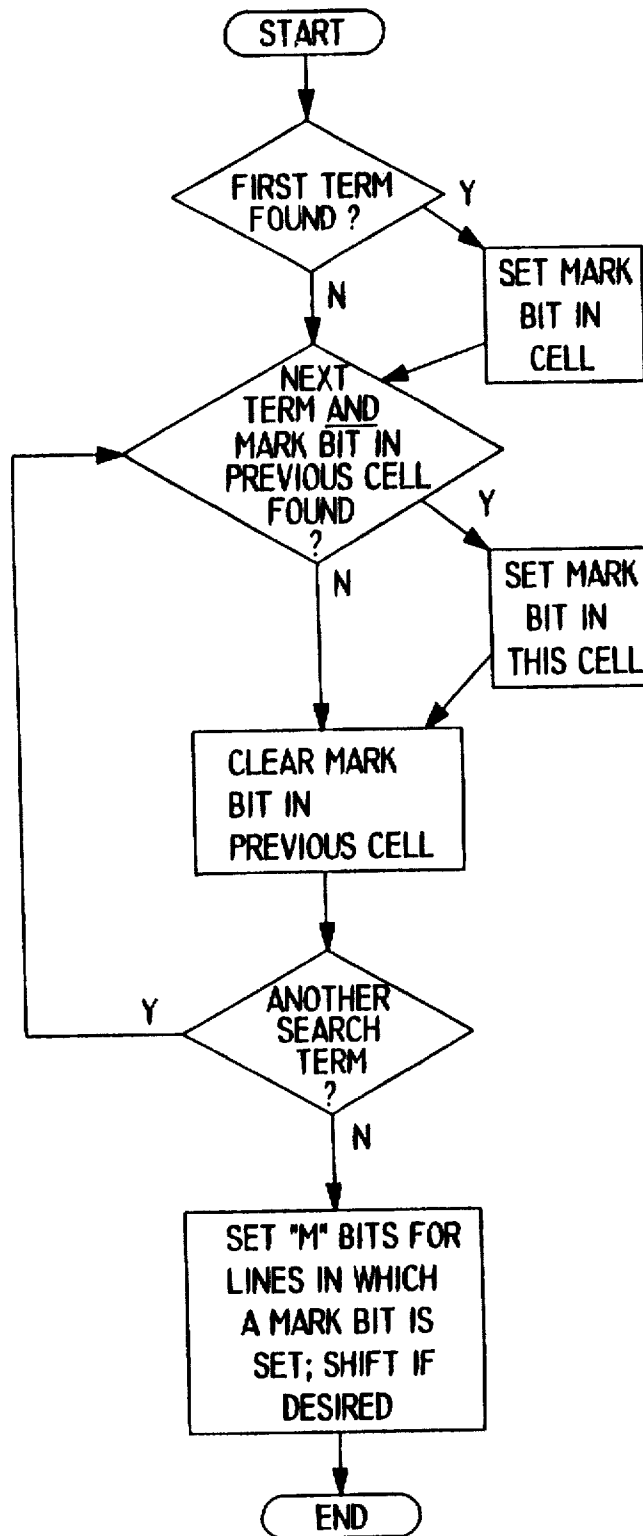 START
FIRST TERM
FOUND ?
Y
N
SET MARK
BIT IN
CELL
NEXT
TERM AND
MARK BIT IN
PREVIOUS CELL
FOUND
?
Y
N
SET MARK
BIT IN
THIS CELL
CLEAR MARK
BIT IN
PREVIOUS CELL
ANOTHER
SEARCH
TERM
?
Y
N
SET "M" BITS FOR
LINES IN WHICH
A MARK BIT IS
SET; SHIFT IF
DESIRED
END